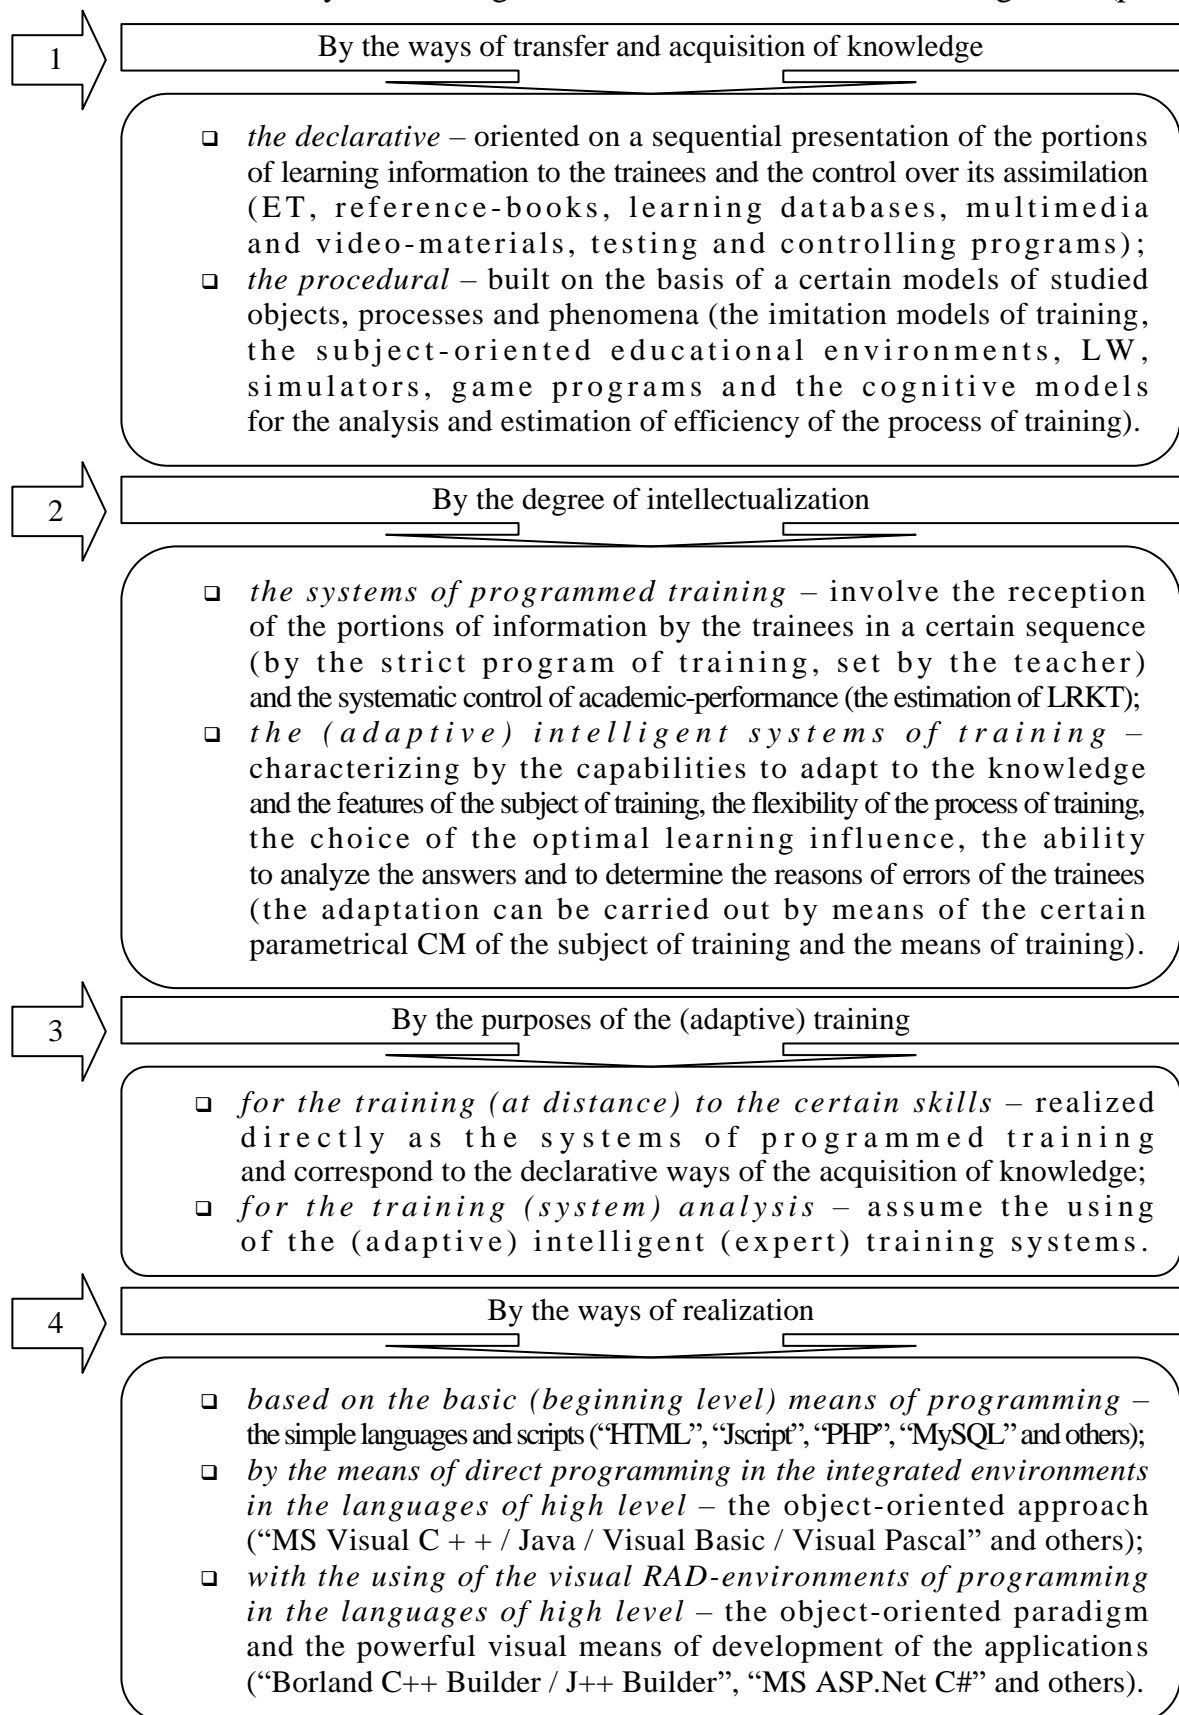 1
By the ways of transfer and acquisition of knowledge
❑ the declarative – oriented on a sequential presentation of the portions
of learning information to the trainees and the control over its assimilation
(ET, reference-books, learning databases, multimedia
and video-materials, testing and controlling programs);
❑ the procedural – built on the basis of a certain models of studied
objects, processes and phenomena (the imitation models of training,
the subject-oriented educational environments, LW,
simulators, game programs and the cognitive models
for the analysis and estimation of efficiency of the process of training).
2
By the degree of intellectualization
❑ the systems of programmed training – involve the reception
of the portions of information by the trainees in a certain sequence
(by the strict program of training, set by the teacher)
and the systematic control of academic-performance (the estimation of LRKT);
❑ the (adaptive) intelligent systems of training –
characterizing by the capabilities to adapt to the knowledge
and the features of the subject of training, the flexibility of the process of training,
the choice of the optimal learning influence, the ability
to analyze the answers and to determine the reasons of errors of the trainees
(the adaptation can be carried out by means of the certain
parametrical CM of the subject of training and the means of training).
3
By the purposes of the (adaptive) training
❑ for the training (at distance) to the certain skills – realized
directly as the systems of programmed training
and correspond to the declarative ways of the acquisition of knowledge;
❑ for the training (system) analysis – assume the using
of the (adaptive) intelligent (expert) training systems.
4
By the ways of realization
❑ based on the basic (beginning level) means of programming –
the simple languages and scripts (“HTML”, “Jscript”, “PHP”, “MySQL” and others);
❑ by the means of direct programming in the integrated environments
in the languages of high level – the object-oriented approach
(“MS Visual C + + / Java / Visual Basic / Visual Pascal” and others);
❑ with the using of the visual RAD-environments of programming
in the languages of high level – the object-oriented paradigm
and the powerful visual means of development of the applications
(“Borland C++ Builder / J++ Builder”, “MS ASP.Net C#” and others).